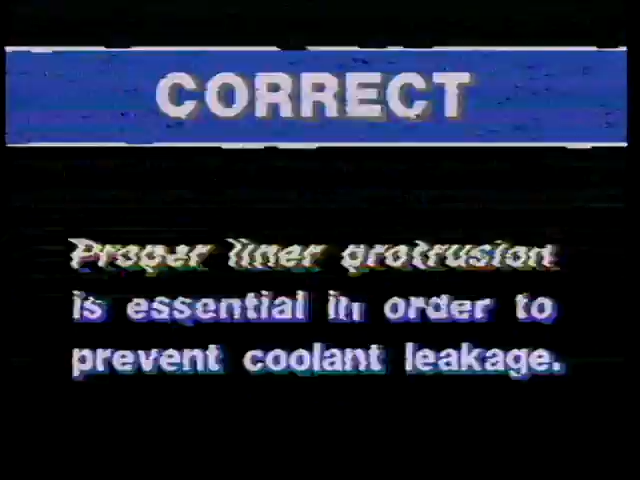 CORRECT
Proper liner protrusion
is essential in order to
prevent coolant leakage.